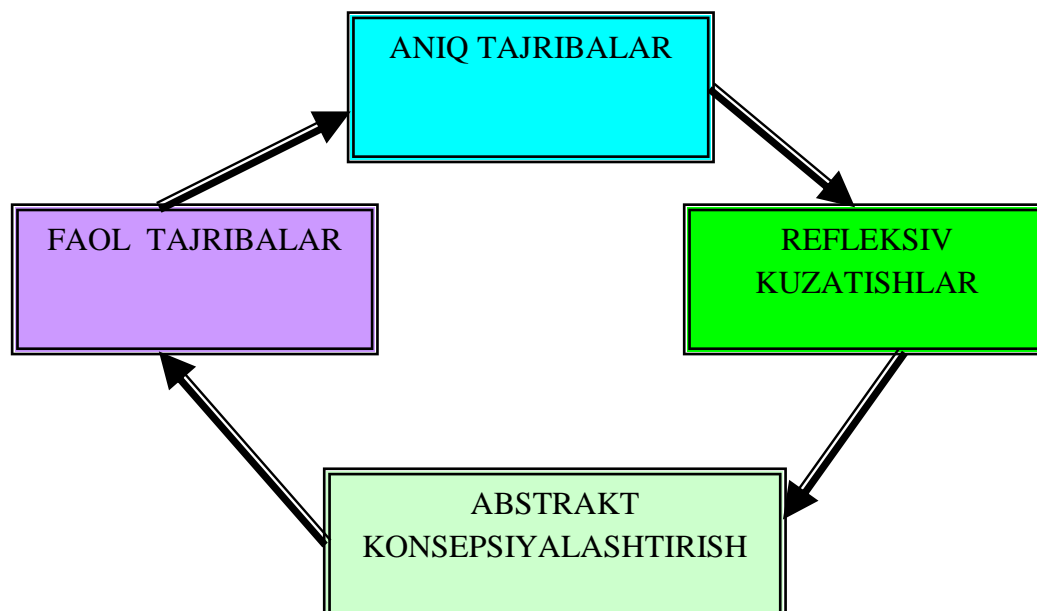 ANIQ TAJRIBALAR
FAOL TAJRIBALAR
REFLEKSIV
KUZATISHLAR
ABSTRAKT
KONSEPSIYALASHTIRISH